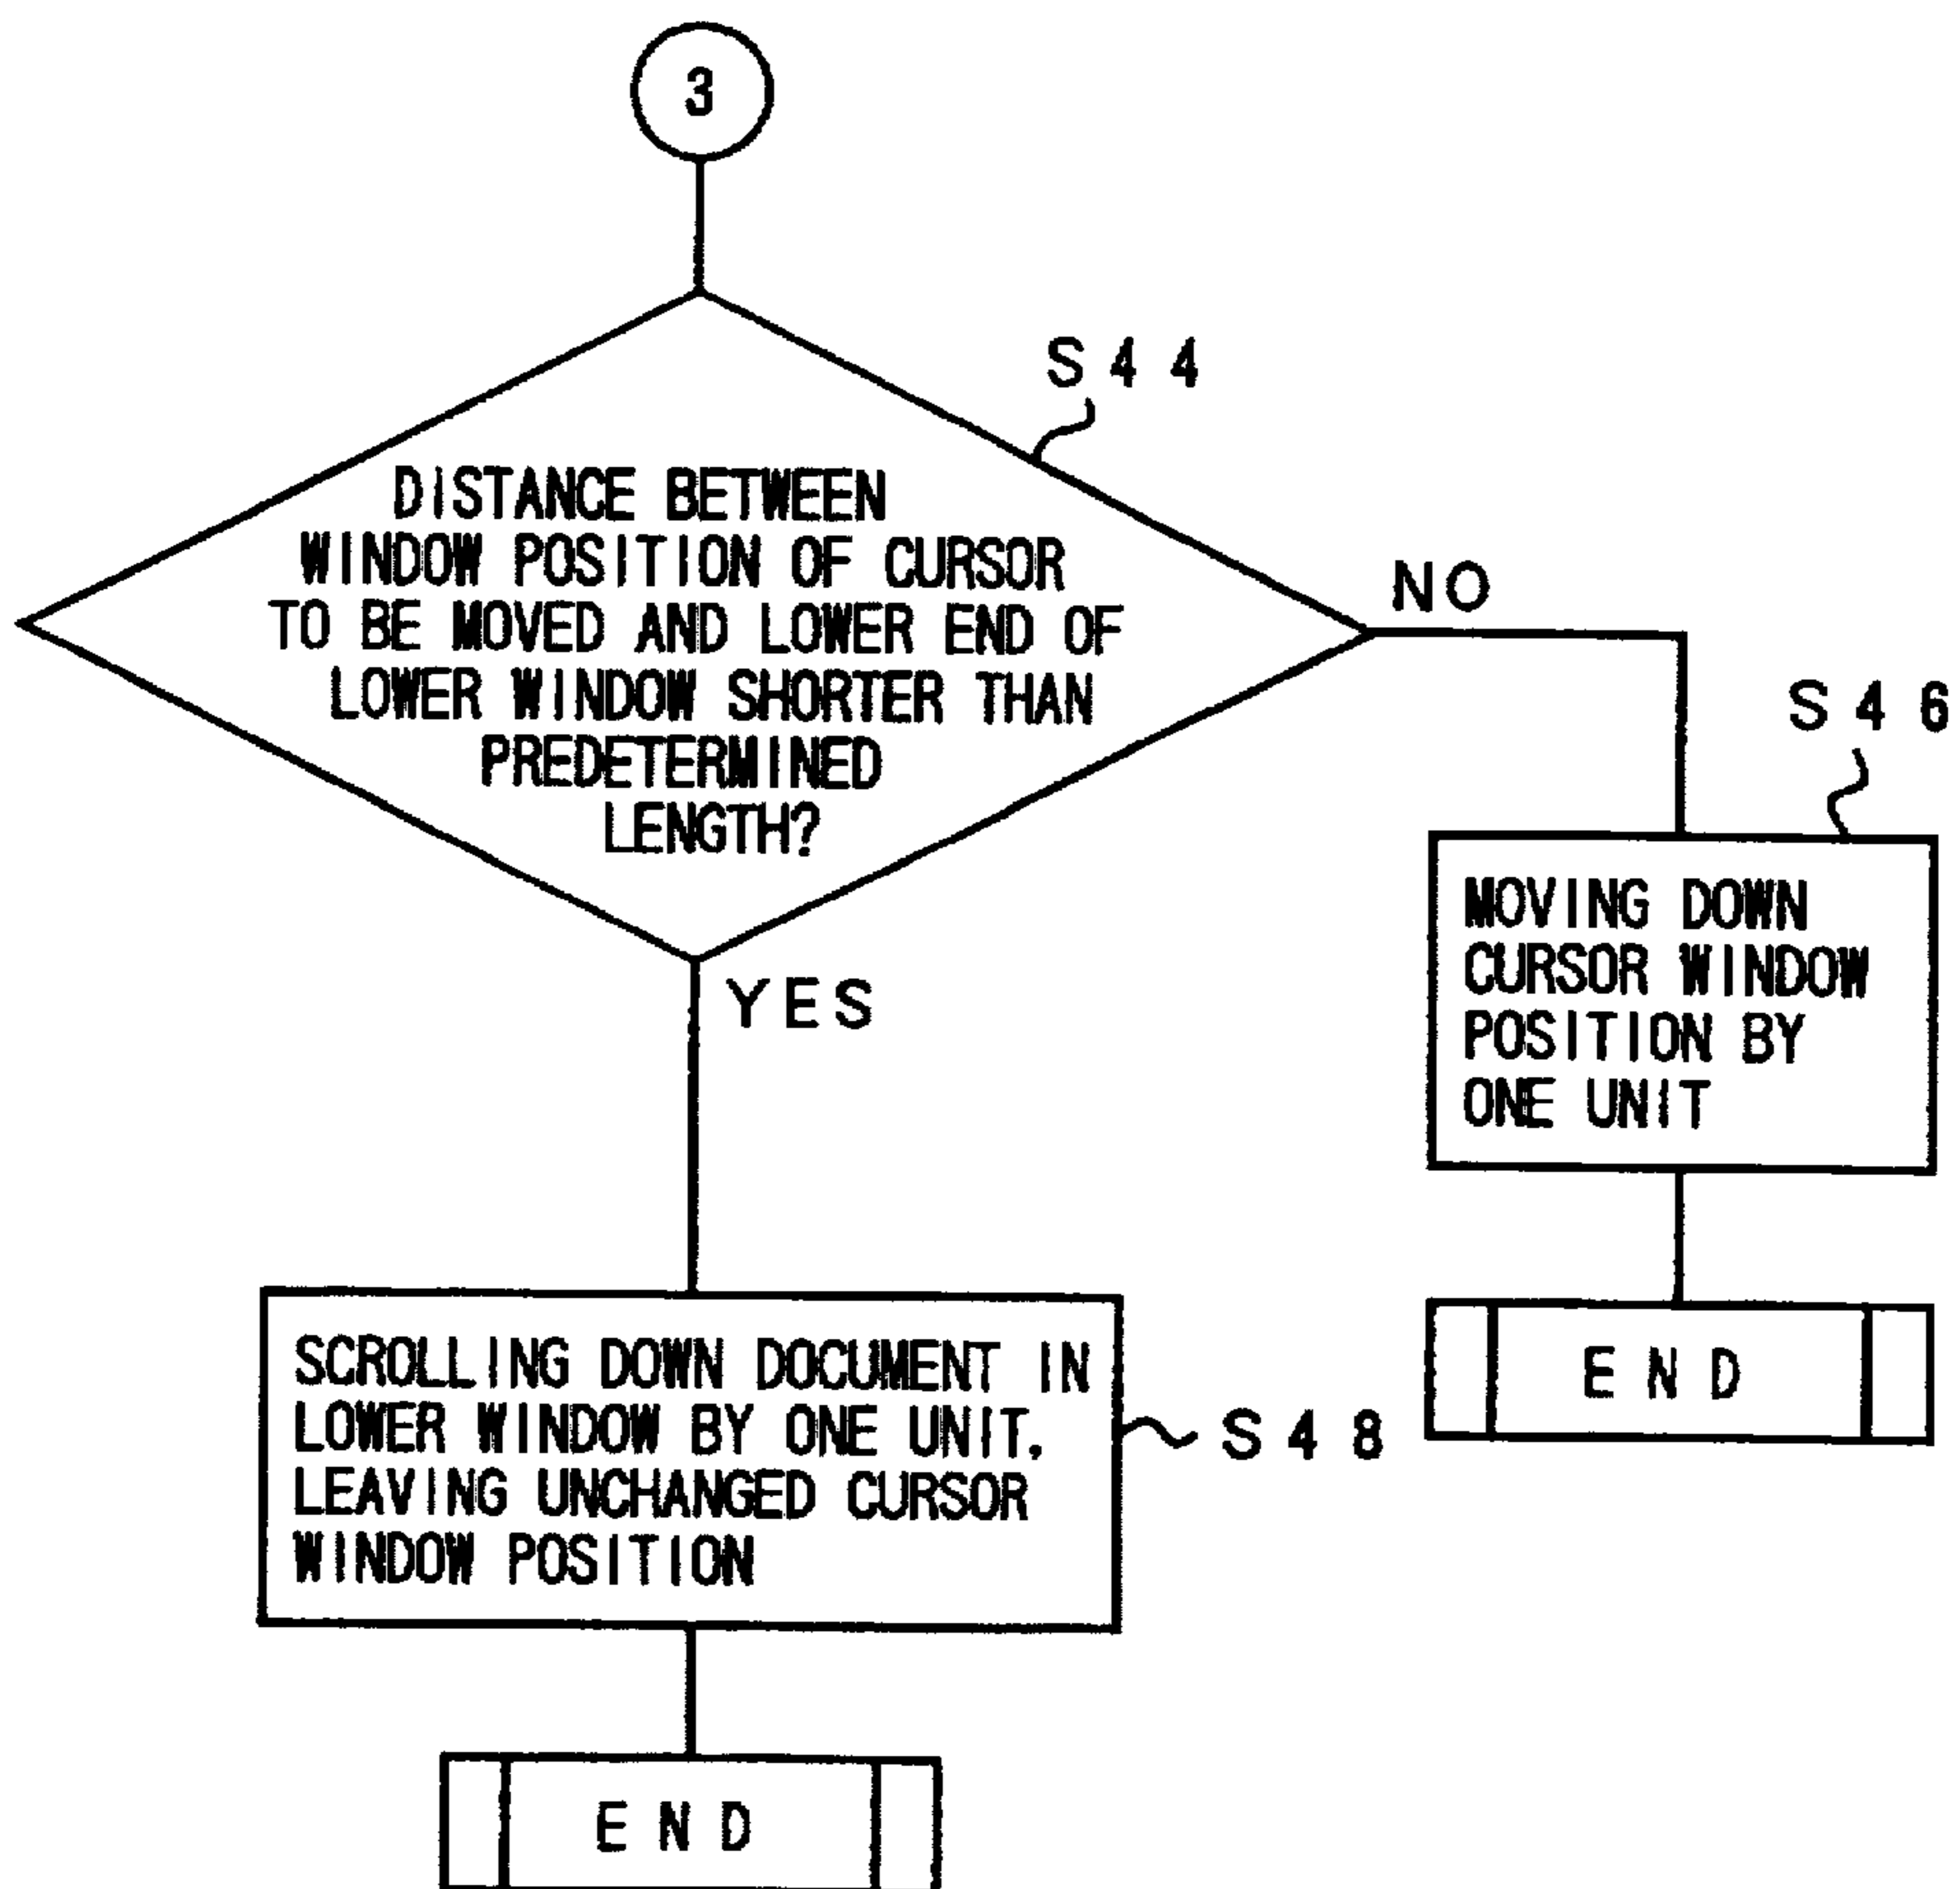 3
S44
DISTANCE BETWEEN
WINDOW POSITION OF CURSOR
TO BE MOVED AND LOWER END OF
LOWER WINDOW SHORTER THAN
PREDETERMINED
LENGTH?
NO
YES
S46
MOVING DOWN
CURSOR WINDOW
POSITION BY
ONE UNIT
END
SCROLLING DOWN DOCUMENT IN
LOWER WINDOW BY ONE UNIT,
LEAVING UNCHANGED CURSOR
WINDOW POSITION
S48
END